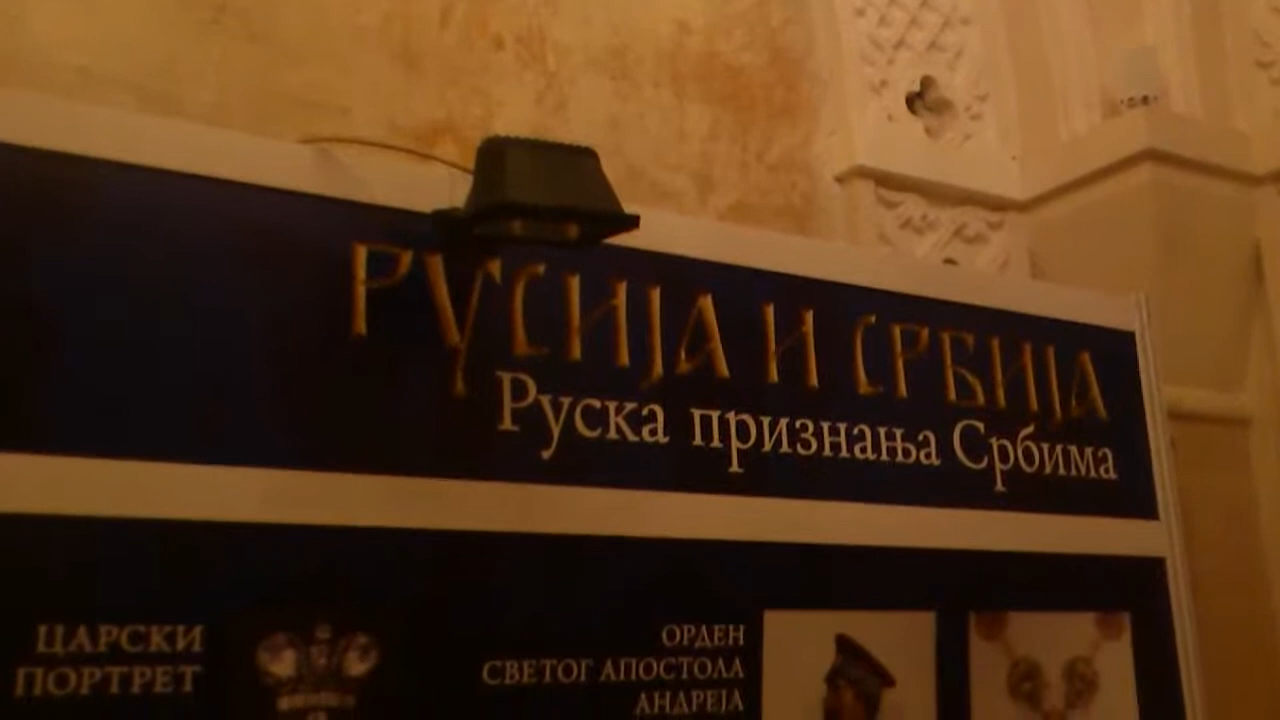 РУСИЈА И СРБИЈА
Руска признања Србима
ЦАРСКИ
ПОРТРЕТ
ОРДЕН
СВЕТОГ АПОСТОЛА
АНДРЕЈА